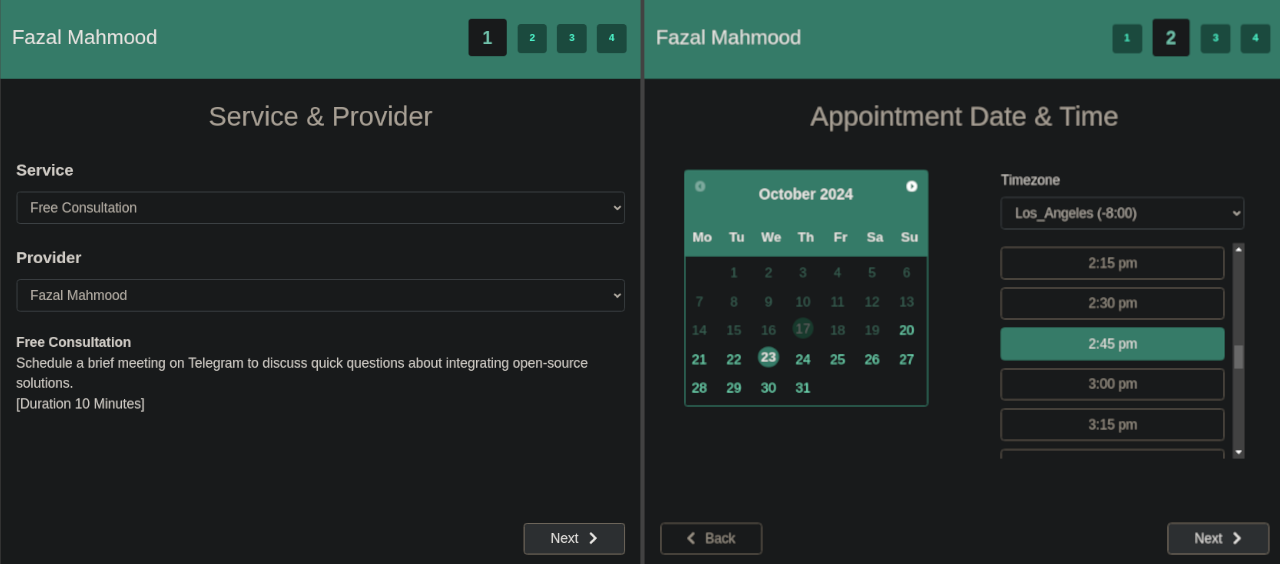 Fazal Mahmood
1 2 3 4
Service & Provider
Service
Free Consultation
Provider
Fazal Mahmood
Free Consultation
Schedule a brief meeting on Telegram to discuss quick questions about integrating open-source
solutions.
[Duration 10 Minutes]
Next
Fazal Mahmood
1 2 3 4
Appointment Date & Time
October 2024
Mo Tu We Th Fr Sa Su
1 2 3 4 5 6
7 8 9 10 11 12 13
14 15 16 17 18 19 20
21 22 23 24 25 26 27
28 29 30 31
Timezone
Los_Angeles (-8:00)
2:15 pm
2:30 pm
2:45 pm
3:00 pm
3:15 pm
Back
Next